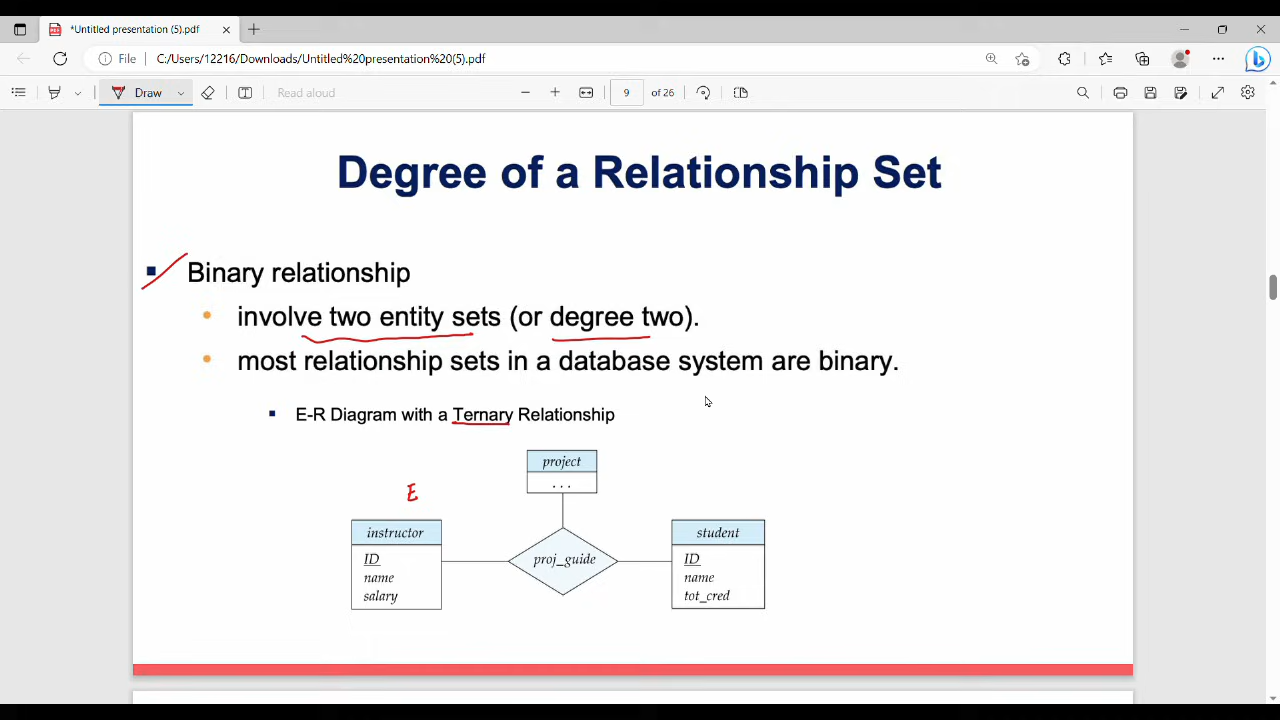 *Untitled presentation (5).pdf
File C:/Users/12216/Downloads/Untitled%20presentation%20(5).pdf
Draw Read aloud 9 of 26
Degree of a Relationship Set
Binary relationship
involve two entity sets (or degree two).
most relationship sets in a database system are binary.
E-R Diagram with a Ternary Relationship
project
...
E
instructor
ID
name
salary
proj_guide
student
ID
name
tot_cred